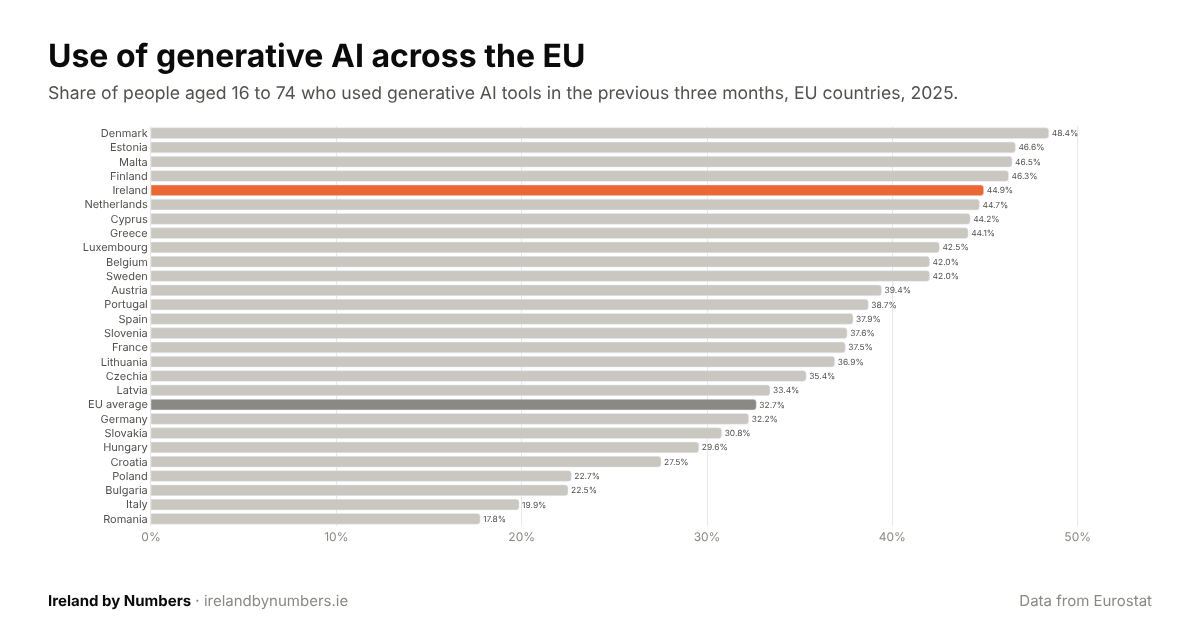 Use of generative AI across the EU
Share of people aged 16 to 74 who used generative AI tools in the previous three months, EU countries, 2025.
Denmark 48.4%
Estonia 46.6%
Malta 46.5%
Finland 46.3%
Ireland 44.9%
Netherlands 44.7%
Cyprus 44.2%
Greece 44.1%
Luxembourg 42.5%
Belgium 42.0%
Sweden 42.0%
Austria 39.4%
Portugal 38.7%
Spain 37.9%
Slovenia 37.6%
France 37.5%
Lithuania 36.9%
Czechia 35.4%
Latvia 33.4%
EU average 32.7%
Germany 32.2%
Slovakia 30.8%
Hungary 29.6%
Croatia 27.5%
Poland 22.7%
Bulgaria 22.5%
Italy 19.9%
Romania 17.8%
0% 10% 20% 30% 40% 50%
Ireland by Numbers · irelandbynumbers.ie Data from Eurostat